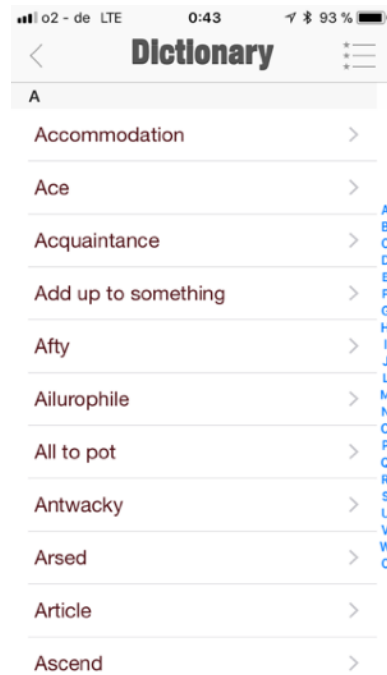 o2 - de LTE 0:43 93 %
DIctIonary
A
Accommodation
Ace
Acquaintance
Add up to something
Afty
Ailurophile
All to pot
Antwacky
Arsed
Article
Ascend
A
B
C
D
E
F
G
H
I
J
L
M
N
O
P
Q
R
S
U
V
W